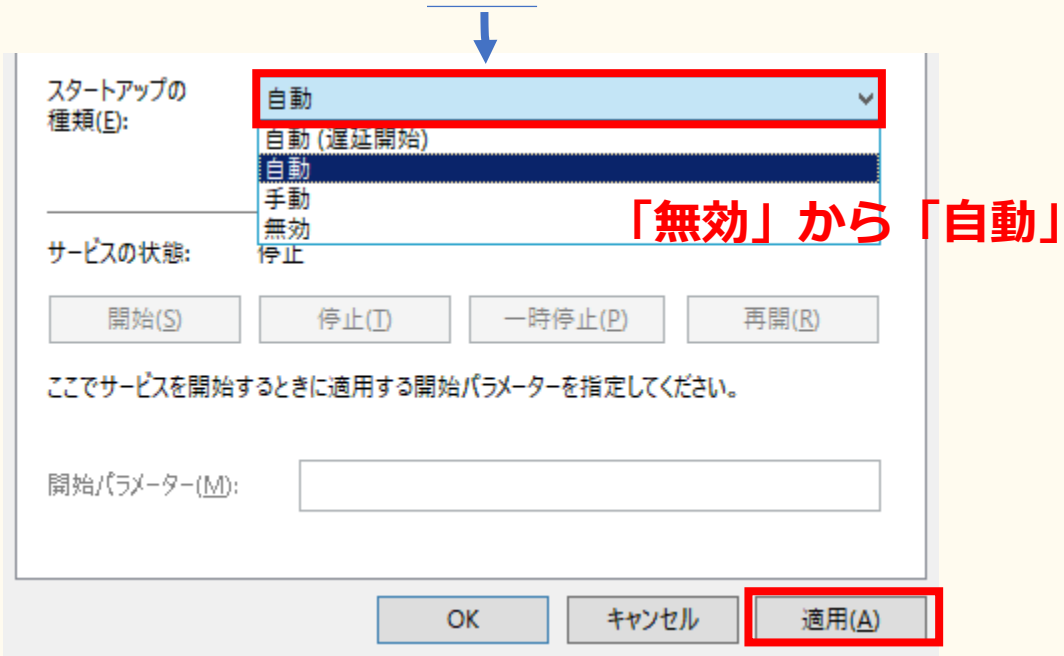 スタートアップの
種類(E):
自動
自動 (遅延開始)
自動
手動
無効
「無効」から「自動」
サービスの状態:
停止
開始(S) 停止(T) 一時停止(P) 再開(R)
ここでサービスを開始するときに適用する開始パラメーターを指定してください。
開始パラメーター(M):
OK キャンセル 適用(A)